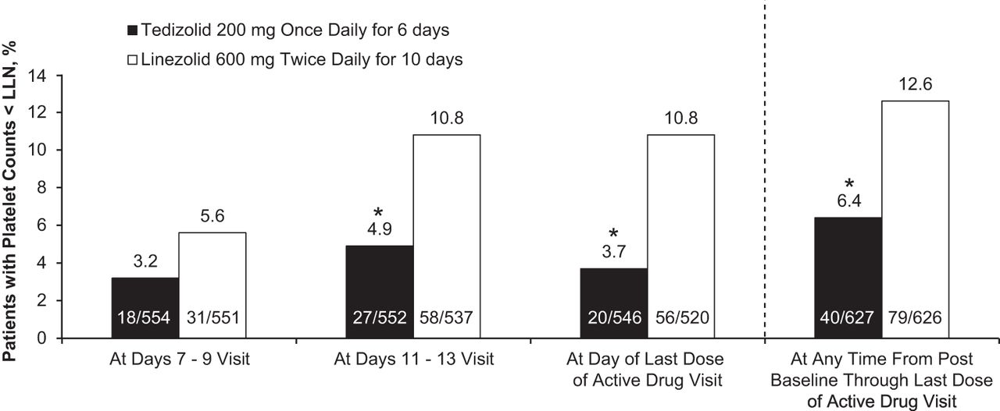 Tedizolid 200 mg Once Daily for 6 days
Linezolid 600 mg Twice Daily for 10 days
Patients with Platelet Counts < LLN, %
14
12
10
8
6
4
2
0
3.2
5.6
*
4.9
10.8
*
3.7
10.8
*
6.4
12.6
18/554 31/551 27/552 58/537 20/546 56/520 40/627 79/626
At Days 7 - 9 Visit
At Days 11 - 13 Visit
At Day of Last Dose
of Active Drug Visit
At Any Time From Post
Baseline Through Last Dose
of Active Drug Visit